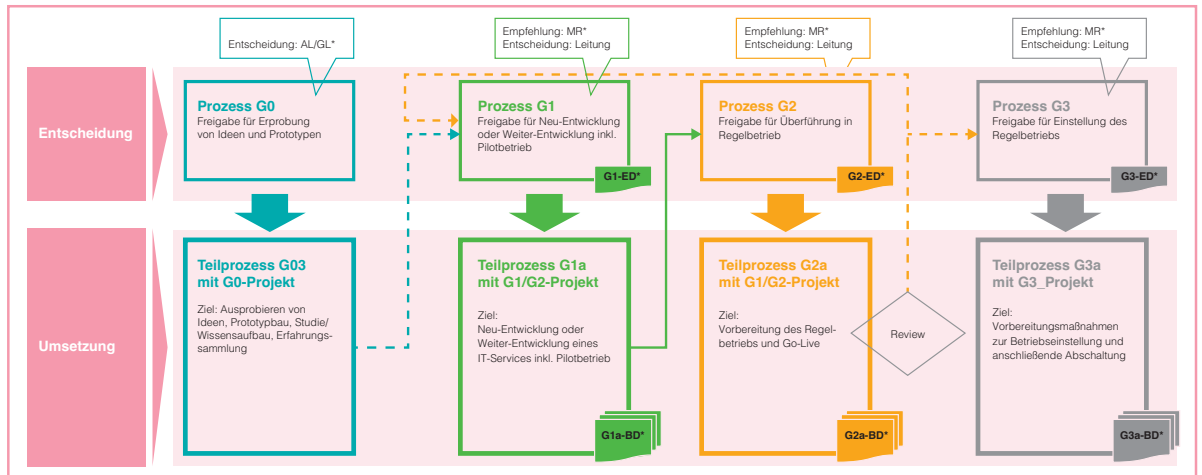 Entscheidung: AL/GL*
Empfehlung: MR*
Entscheidung: Leitung
Empfehlung: MR*
Entscheidung: Leitung
Empfehlung: MR*
Entscheidung: Leitung
Entscheidung
Prozess G0
Freigabe für Erprobung
von Ideen und Prototypen
Prozess G1
Freigabe für Neu-Entwicklung
oder Weiter-Entwicklung inkl.
Pilotbetrieb
G1-ED*
Prozess G2
Freigabe für Überführung in
Regelbetrieb
G2-ED*
Prozess G3
Freigabe für Einstellung des
Regelbetriebs
G3-ED*
Umsetzung
Teilprozess G03
mit G0-Projekt
Ziel: Ausprobieren von
Ideen, Prototypbau, Studie/
Wissensaufbau, Erfahrungs-
sammlung
Teilprozess G1a
mit G1/G2-Projekt
Ziel:
Neu-Entwicklung oder
Weiter-Entwicklung eines
IT-Services inkl. Pilotbetrieb
G1a-BD*
Teilprozess G2a
mit G1/G2-Projekt
Ziel:
Vorbereitung des Regel-
betriebs und Go-Live
G2a-BD*
Review
Teilprozess G3a
mit G3_Projekt
Ziel:
Vorbereitungsmaßnahmen
zur Betriebseinstellung und
anschließende Abschaltung
G3a-BD*